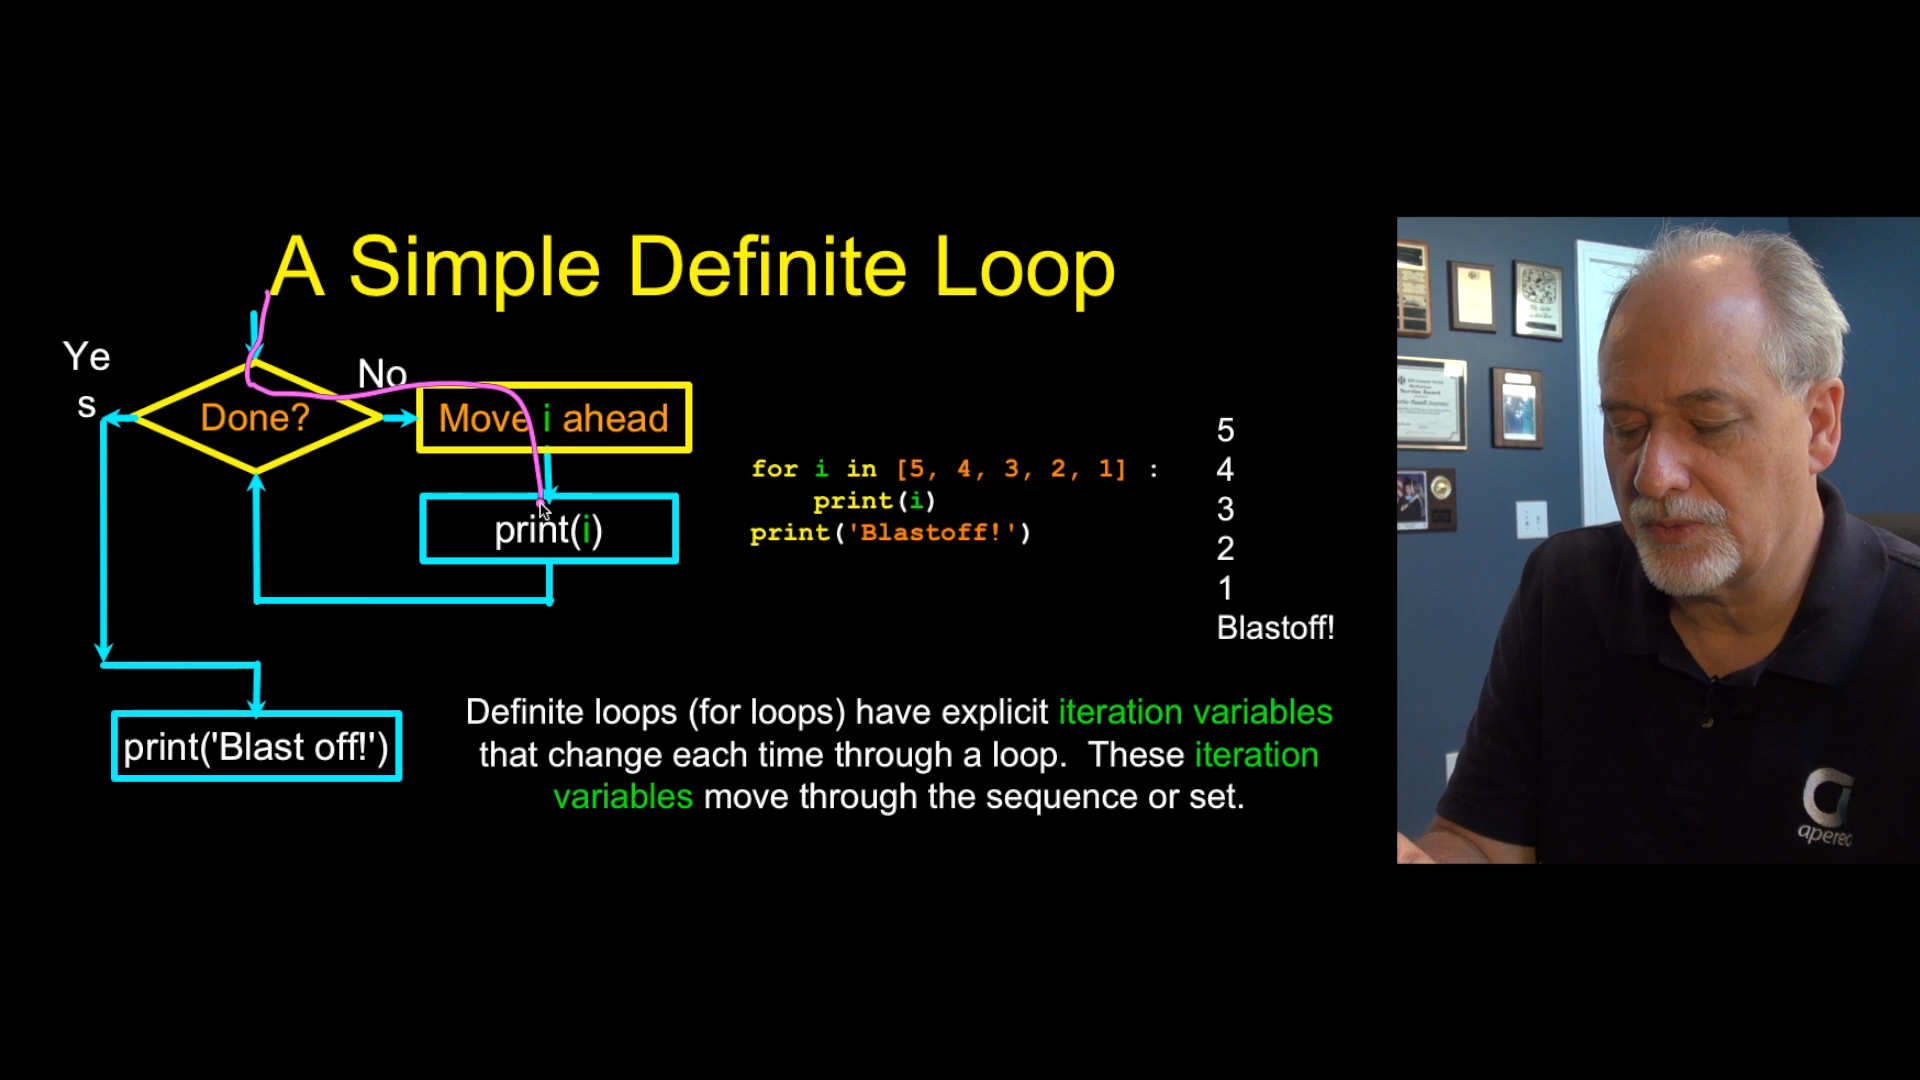 A Simple Definite Loop
Ye
s
No
Done?
Move i ahead
print(i)
print('Blast off!')
for i in [5, 4, 3, 2, 1] :
    print(i)
print('Blastoff!')
5
4
3
2
1
Blastoff!
Definite loops (for loops) have explicit iteration variables
that change each time through a loop.  These iteration
variables move through the sequence or set.
apereo